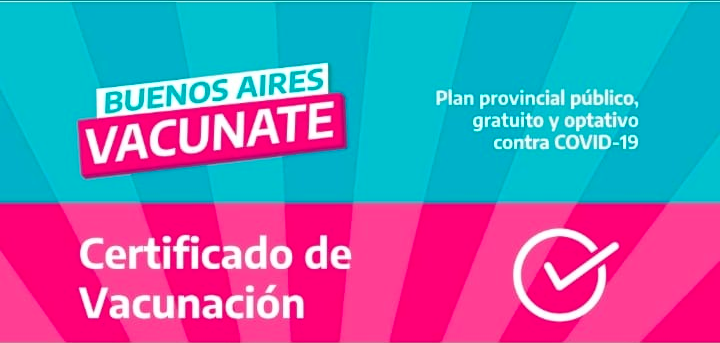 BUENOS AIRES
VACUNATE
Plan provincial público,
gratuito y optativo
contra COVID-19
Certificado de
Vacunación